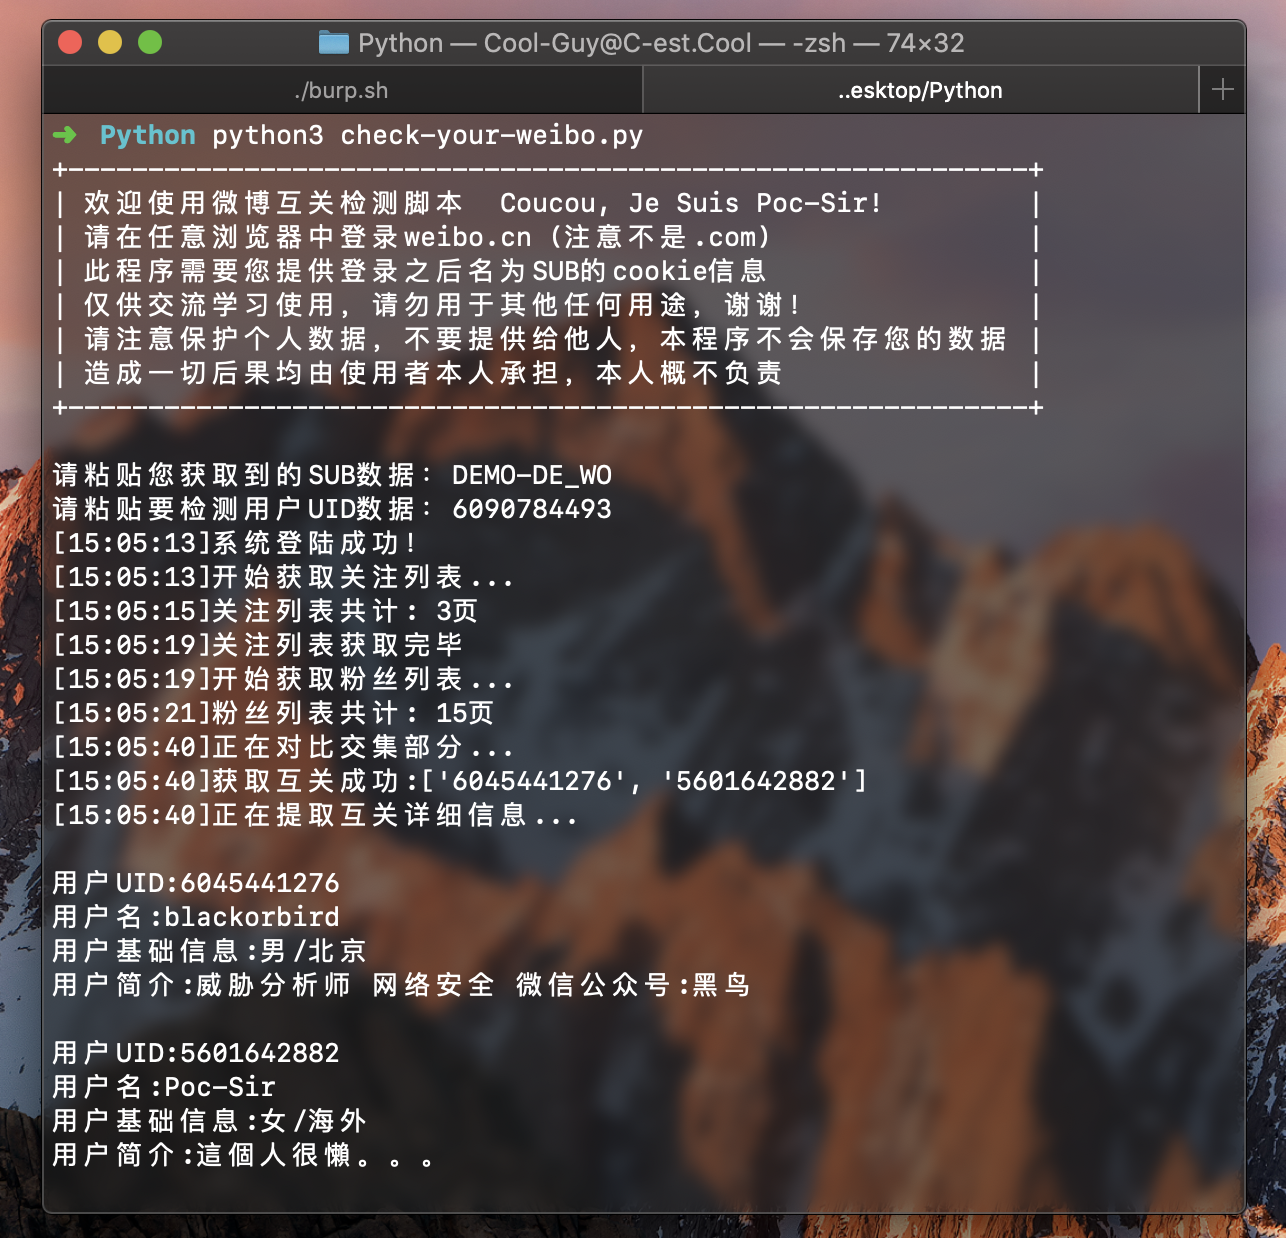 Python — Cool-Guy@C-est.Cool — -zsh — 74×32
./burp.sh
..esktop/Python
➜ Python python3 check-your-weibo.py
+------------------------------------------------------------+
| 欢迎使用微博互关检测脚本  Coucou, Je Suis Poc-Sir! |
| 请在任意浏览器中登录weibo.cn (注意不是.com) |
| 此程序需要您提供登录之后名为SUB的cookie信息 |
| 仅供交流学习使用, 请勿用于其他任何用途, 谢谢! |
| 请注意保护个人数据, 不要提供给他人, 本程序不会保存您的数据 |
| 造成一切后果均由使用者本人承担, 本人概不负责 |
+------------------------------------------------------------+
请粘贴您获取到的SUB数据: DEMO-DE_WO
请粘贴要检测用户UID数据: 6090784493
[15:05:13]系统登陆成功!
[15:05:13]开始获取关注列表...
[15:05:15]关注列表共计: 3页
[15:05:19]关注列表获取完毕
[15:05:19]开始获取粉丝列表...
[15:05:21]粉丝列表共计: 15页
[15:05:40]正在对比交集部分...
[15:05:40]获取互关成功:['6045441276', '5601642882']
[15:05:40]正在提取互关详细信息...
用户UID:6045441276
用户名:blackorbird
用户基础信息:男/北京
用户简介:威胁分析师 网络安全 微信公众号:黑鸟
用户UID:5601642882
用户名:Poc-Sir
用户基础信息:女/海外
用户简介:這個人很懶。。。